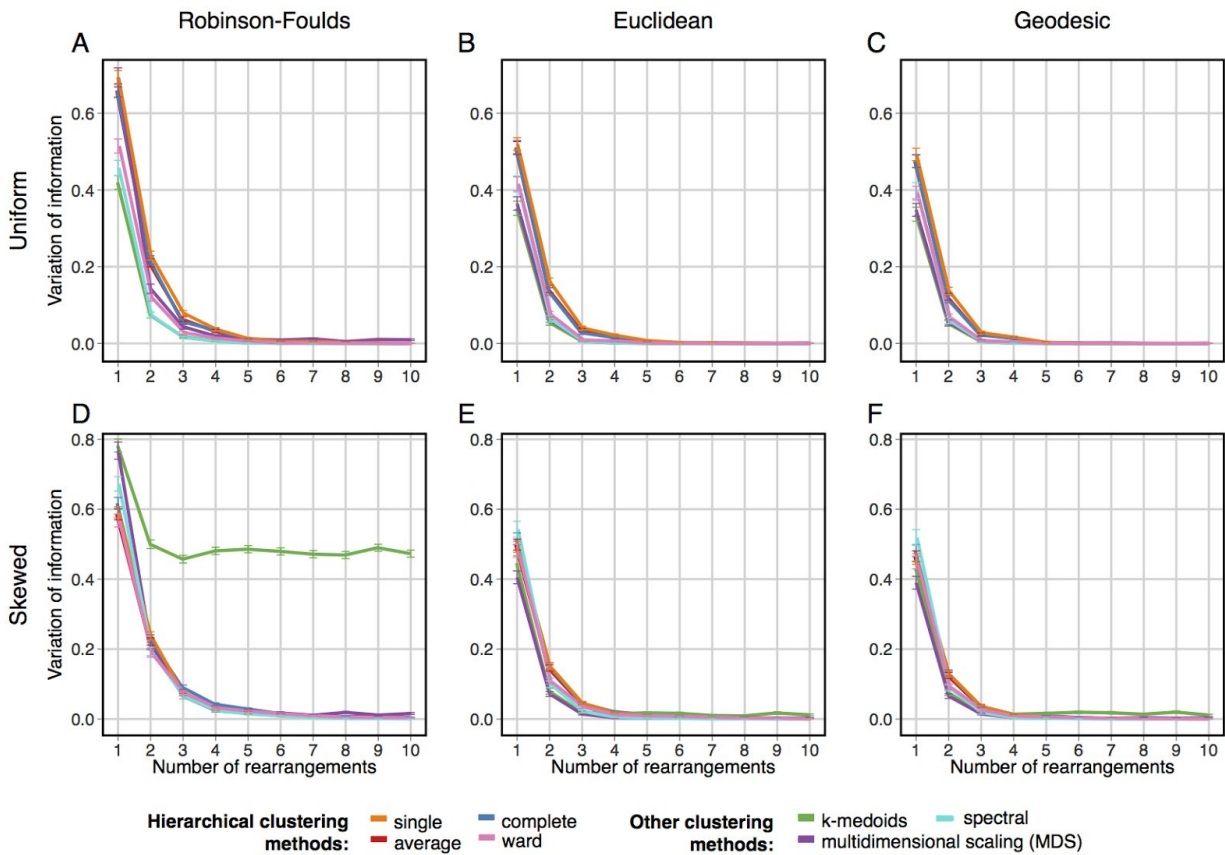 Robinson-Foulds Euclidean Geodesic
A B C
Uniform
Variation of information
0.6 0.6 0.6
0.4 0.4 0.4
0.2 0.2 0.2
0.0 0.0 0.0
1 2 3 4 5 6 7 8 9 10 1 2 3 4 5 6 7 8 9 10 1 2 3 4 5 6 7 8 9 10
D E F
Skewed
Variation of information
0.8 0.8 0.8
0.6 0.6 0.6
0.4 0.4 0.4
0.2 0.2 0.2
0.0 0.0 0.0
1 2 3 4 5 6 7 8 9 10 1 2 3 4 5 6 7 8 9 10 1 2 3 4 5 6 7 8 9 10
Number of rearrangements Number of rearrangements Number of rearrangements
Hierarchical clustering methods:
single complete
average ward
Other clustering methods:
k-medoids spectral
multidimensional scaling (MDS)